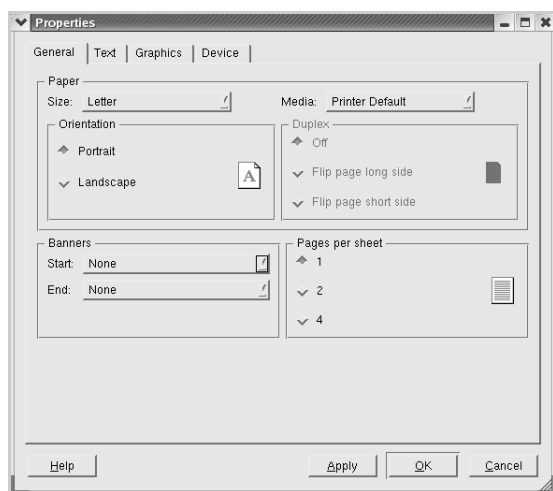 Properties
General Text Graphics Device
Paper
Size: Letter Media: Printer Default
Orientation
Portrait
Landscape
A
Duplex
Off
Flip page long side
Flip page short side
Banners
Start: None
End: None
Pages per sheet
1
2
4
Help Apply OK Cancel